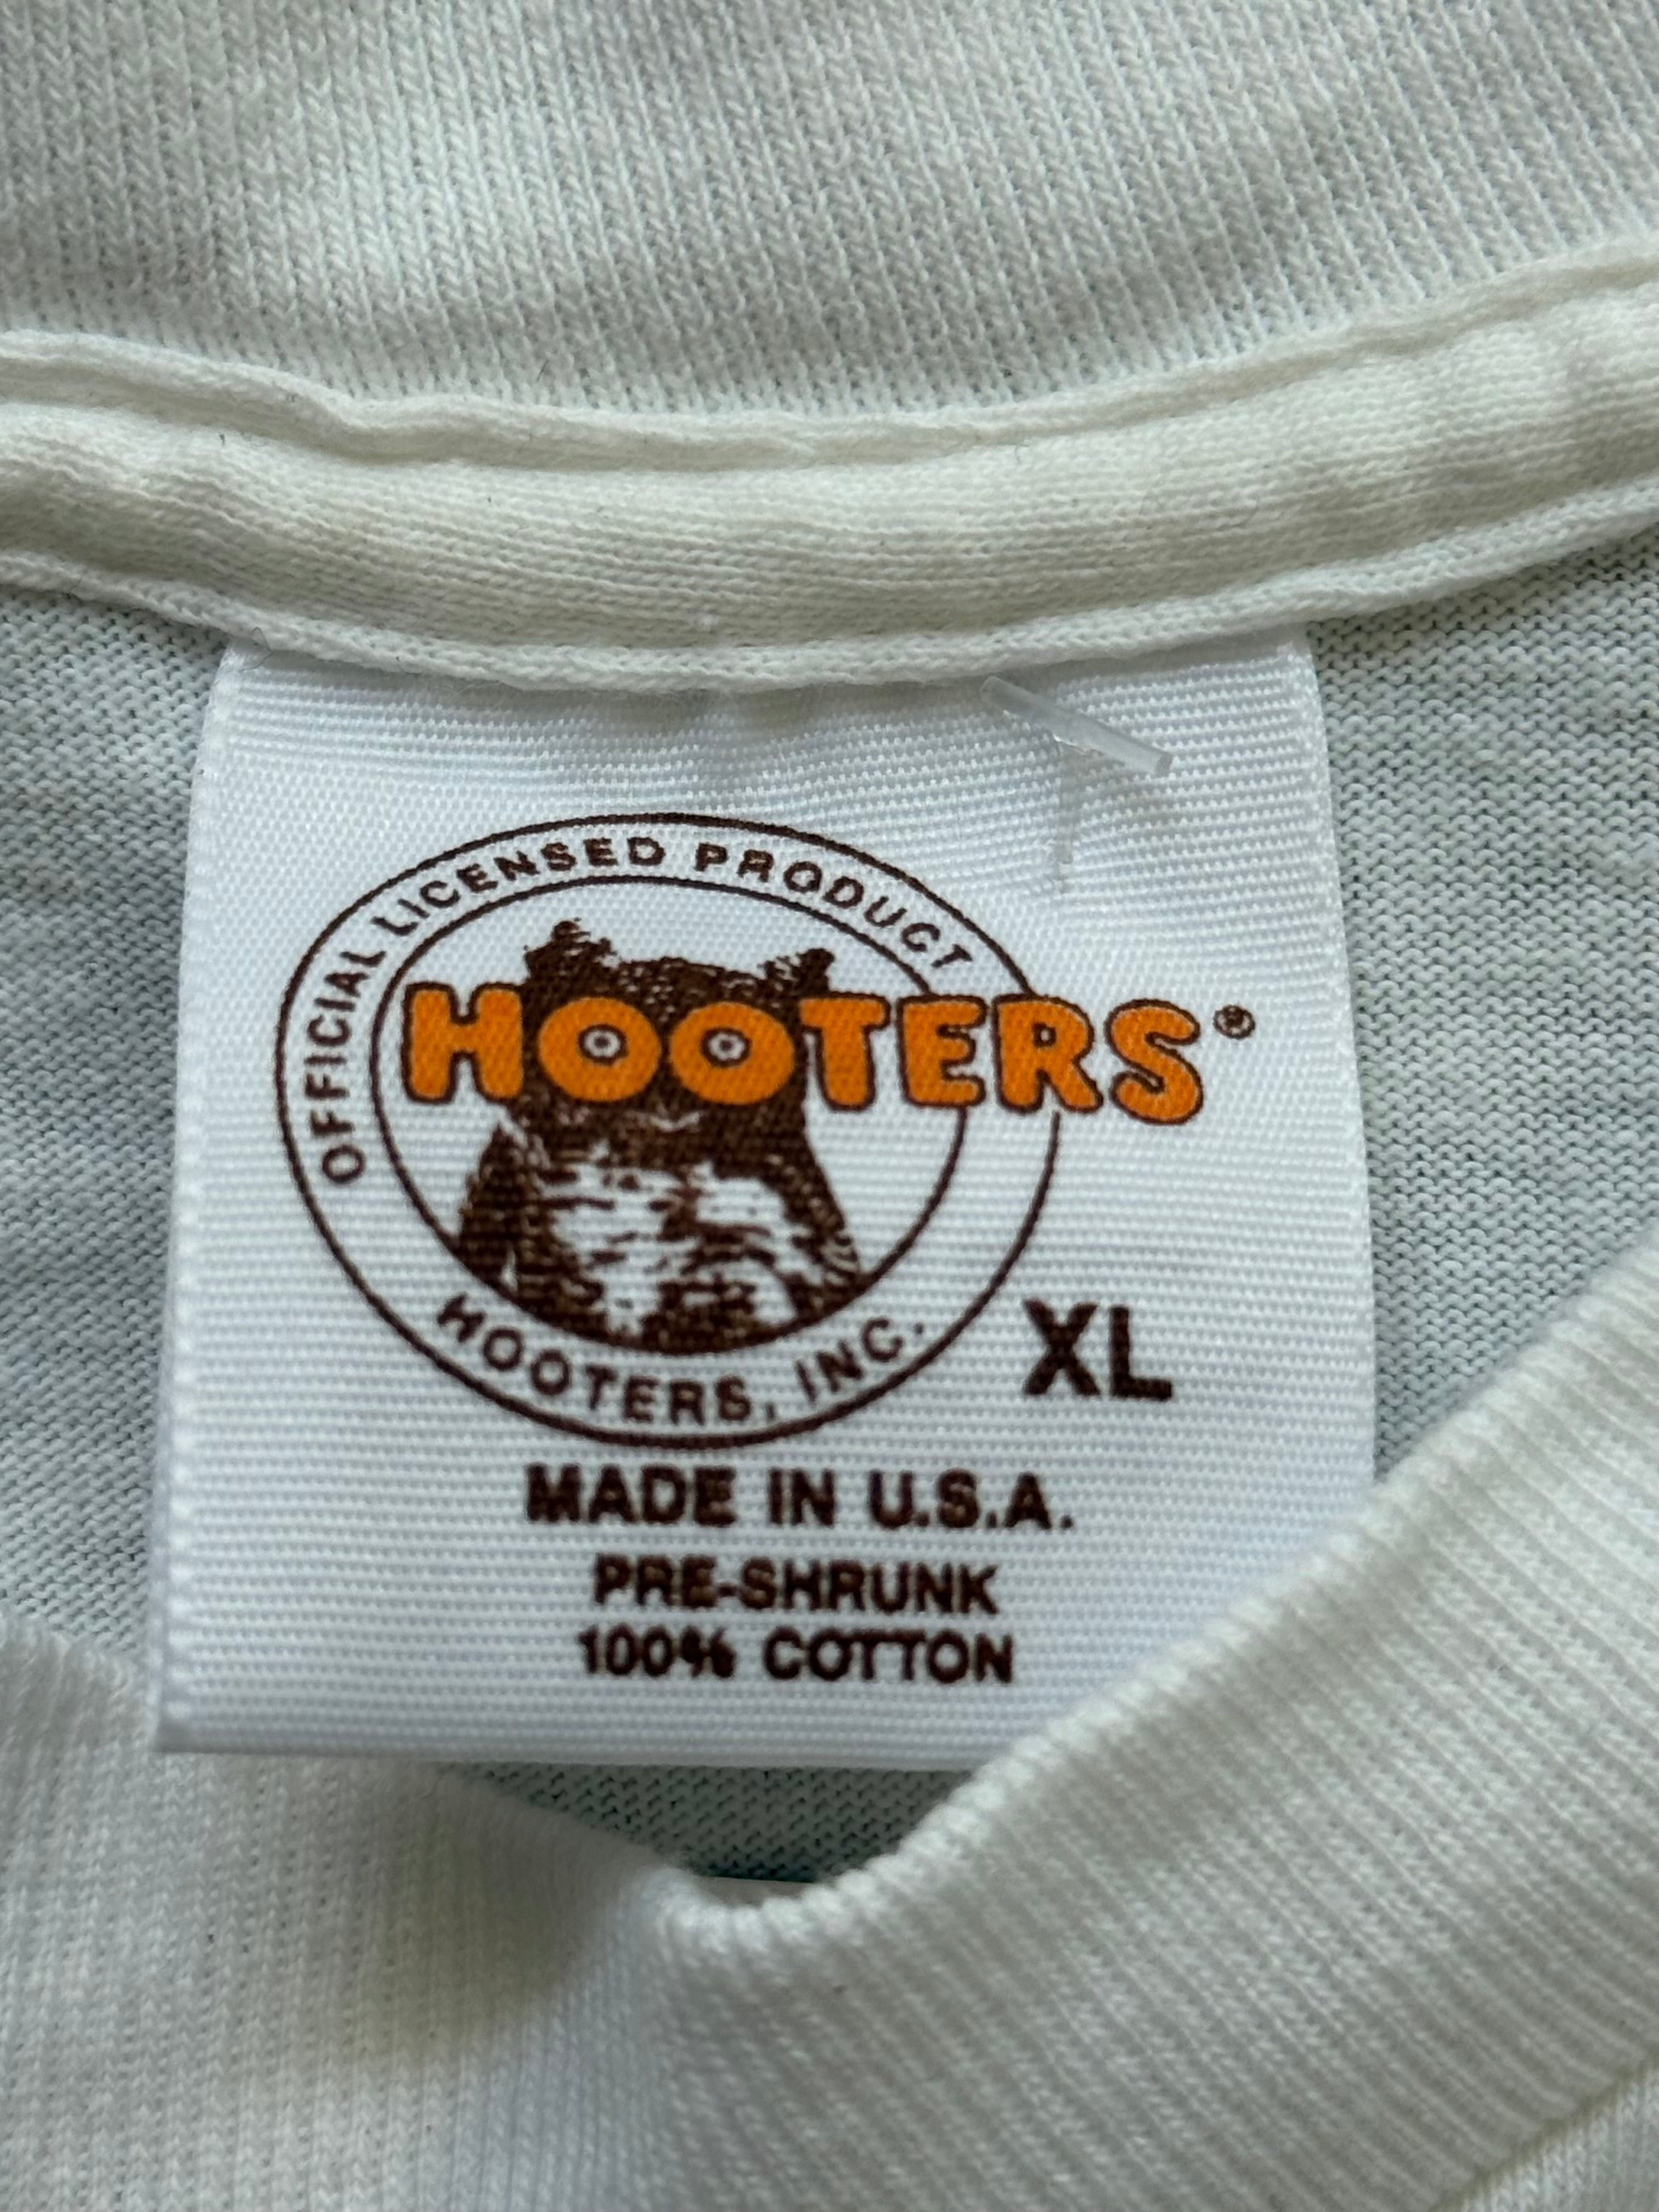 OFFICIAL LICENSED PRODUCT
HOOTERS®
HOOTERS, INC.
XL
MADE IN U.S.A.
PRE-SHRUNK
100% COTTON